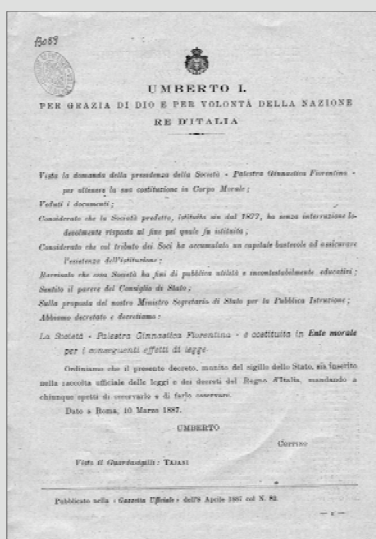 13089
UMBERTO I.
PER GRAZIA DI DIO E PER VOLONTÀ DELLA NAZIONE
RE D'ITALIA
Vista la domanda della presidenza della Società - Palestra Ginnastica Fiorentina -
per ottenere la sua costituzione in Corpo Morale;
Veduti i documenti;
Considerato che la Società predetta, istituita sin dal 1877, ha senza interruzione lo-
devolmente risposto al fine pel quale fu istituita;
Considerato che col tributo dei Soci ha accumulato un capitale bastevole ad assicurare
l'esistenza dell'istituzione;
Ritenuto che essa Società ha fini di pubblica utilità e incontestabilmente educativi;
Sentito il parere del Consiglio di Stato;
Sulla proposta del nostro Ministro Segretario di Stato per la Pubblica Istruzione;
Abbiamo decretato e decretiamo:
La Società - Palestra Ginnastica Fiorentina - è costituita in Ente morale
per i conseguenti effetti di legge.
Ordiniamo che il presente decreto, munito del sigillo dello Stato, sia inserito
nella raccolta ufficiale delle leggi e dei decreti del Regno d'Italia, mandando a
chiunque spetti di osservarlo e di farlo osservare.
Dato a Roma, 10 Marzo 1887.
UMBERTO
COPPINO
Visto il Guardasigilli: TAJANI
Pubblicato nella « Gazzetta Ufficiale » dell'8 Aprile 1887 col N. 82.